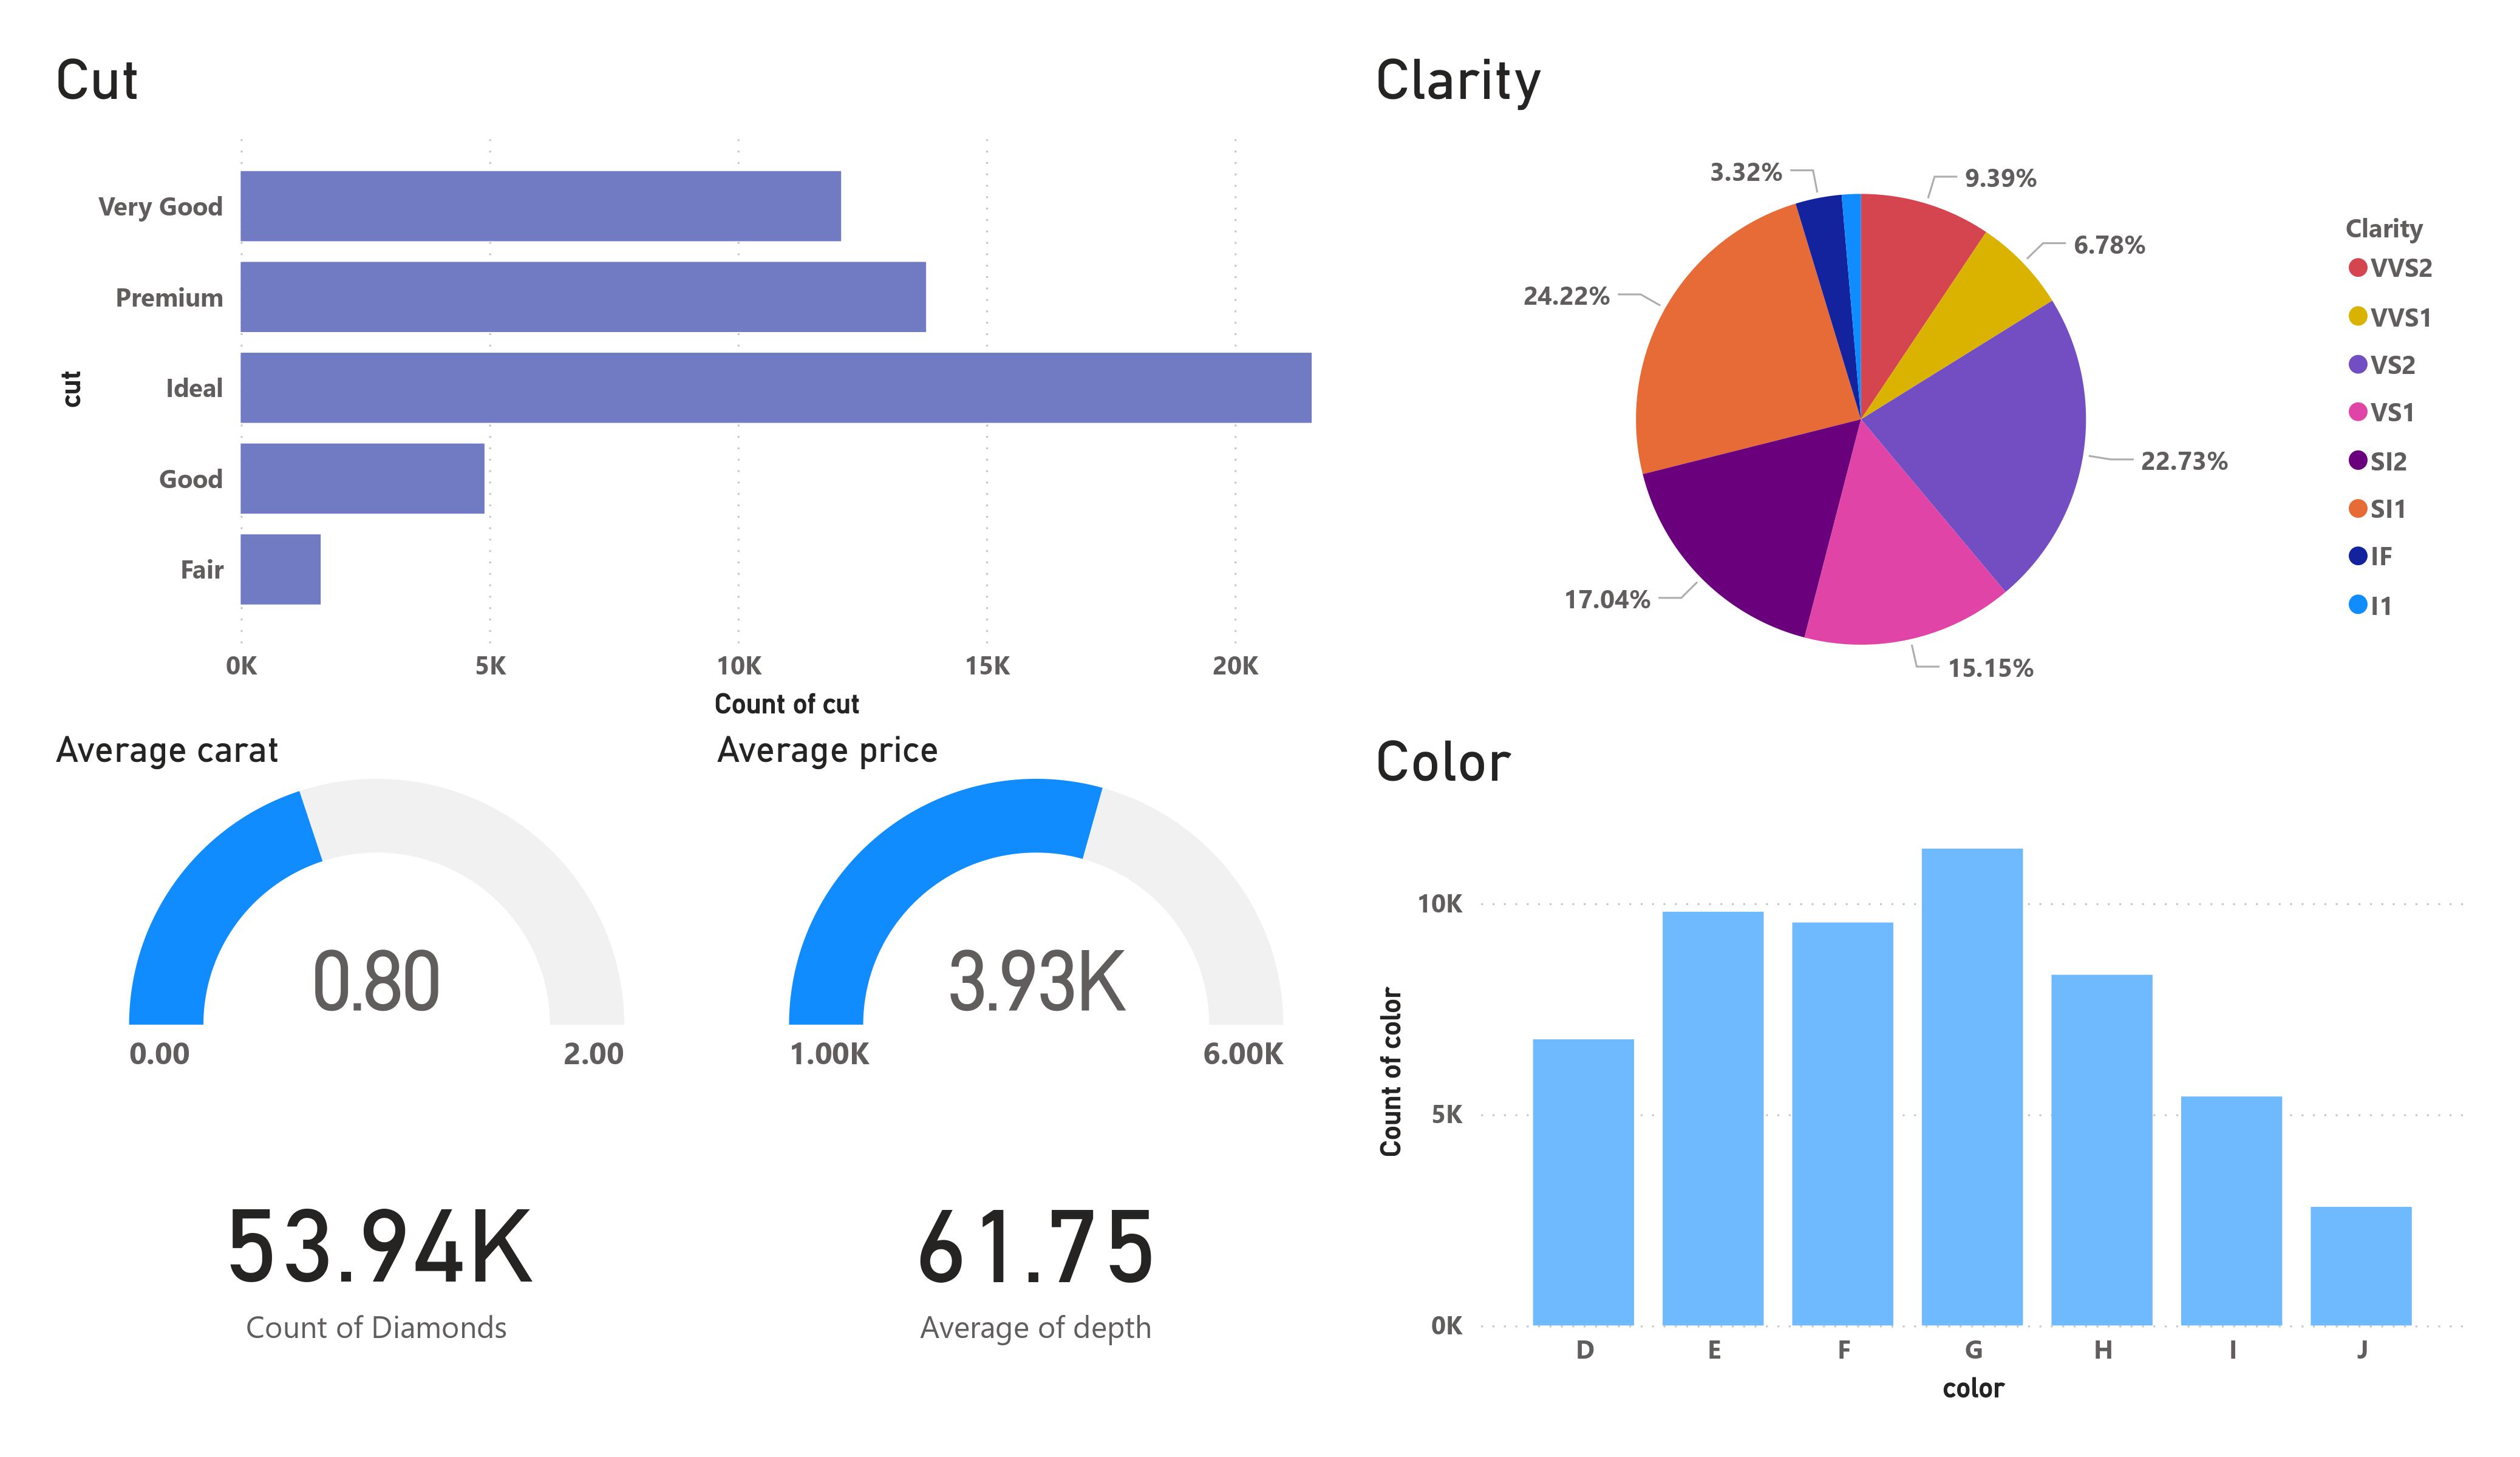 Cut
Very Good
Premium
Ideal
Good
Fair
cut
0K 5K 10K 15K 20K
Count of cut
Clarity
3.32%
9.39%
6.78%
24.22%
22.73%
17.04%
15.15%
Clarity
VVS2
VVS1
VS2
VS1
SI2
SI1
IF
I1
Average carat
0.80
0.00 2.00
Average price
3.93K
1.00K 6.00K
53.94K
Count of Diamonds
61.75
Average of depth
Color
Count of color
10K
5K
0K
D E F G H I J
color